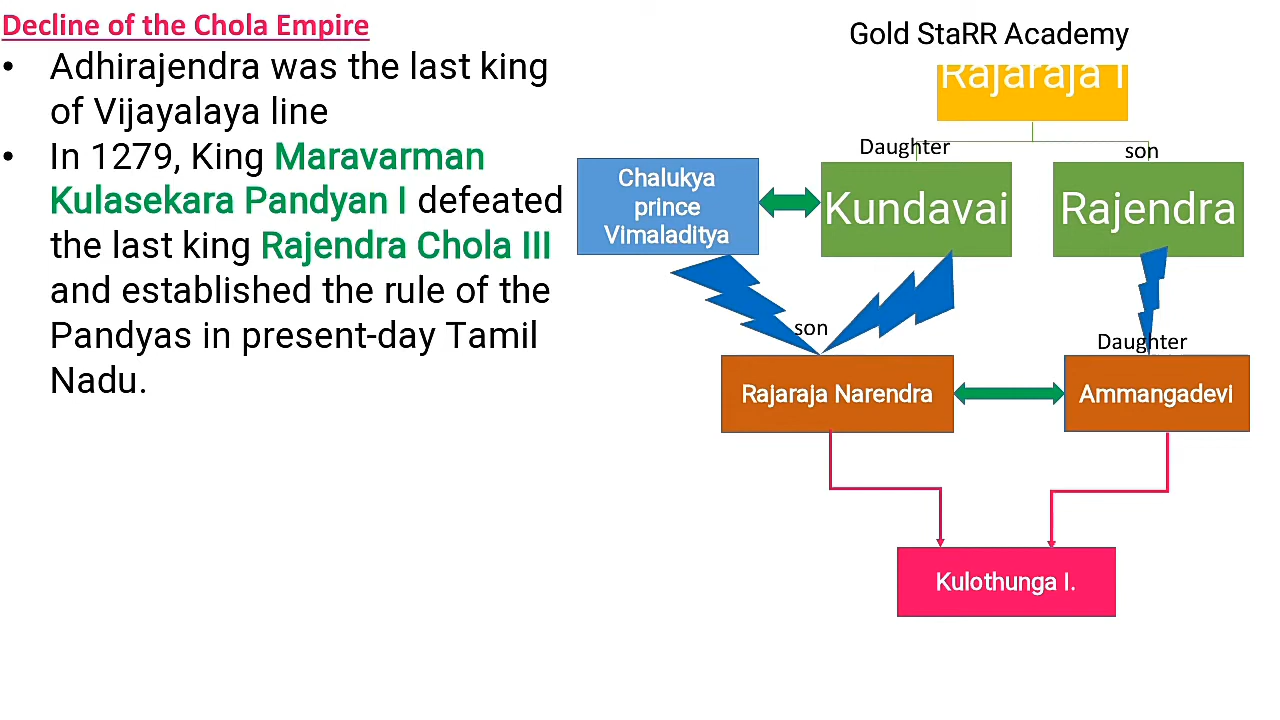 Decline of the Chola Empire
• Adhirajendra was the last king
of Vijayalaya line
• In 1279, King Maravarman
Kulasekara Pandyan I defeated
the last king Rajendra Chola III
and established the rule of the
Pandyas in present-day Tamil
Nadu.
Gold StaRR Academy
Rajaraja I
Daughter
son
Chalukya
prince
Vimaladitya
Kundavai
Rajendra
son
Daughter
Rajaraja Narendra
Ammangadevi
Kulothunga I.